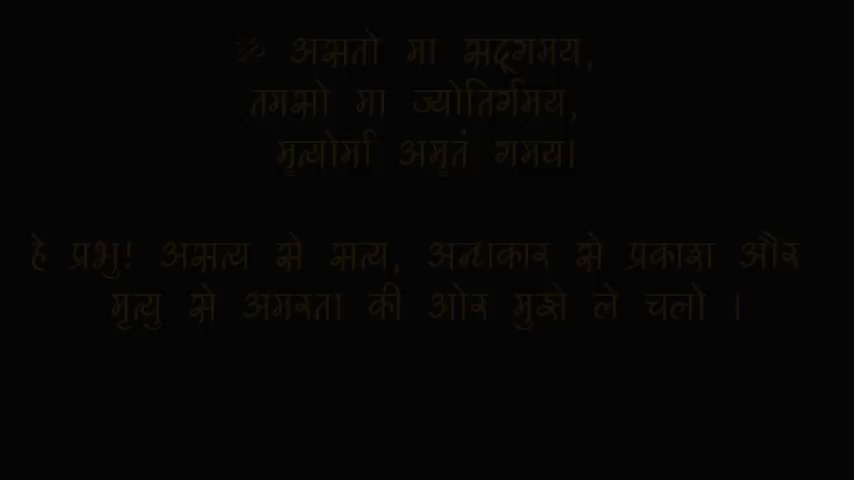 ॐ असतो मा सद्गमय,
तमसो मा ज्योतिर्गमय,
मृत्योर्मा अमृतं गमय।
हे प्रभु! असत्य से सत्य, अन्धकार से प्रकाश और
मृत्यु से अमरता की ओर मुझे ले चलो ।